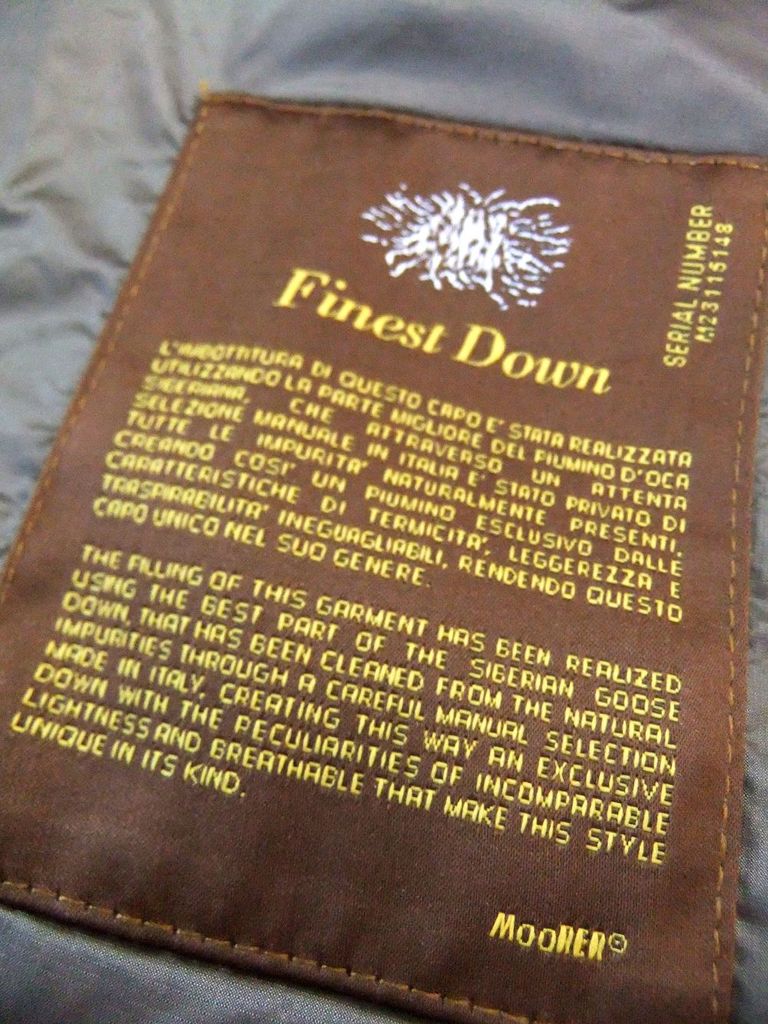 SERIAL NUMBER
M231115148
Finest Down
L'IMBOTTITURA DI QUESTO CAPO E' STATA REALIZZATA
UTILIZZANDO LA PARTE MIGLIORE DEL PIUMINO D'OCA
SIBERIANA, CHE ATTRAVERSO UN ATTENTA
SELEZIONE MANUALE IN ITALIA E' STATO PRIVATO DI
TUTTE LE IMPURITA' NATURALMENTE PRESENTI,
CREANDO COSI' UN PIUMINO ESCLUSIVO DALLE
CARATTERISTICHE DI TERMICITA', LEGGEREZZA E
TRASPIRABILITA' INEGUAGLIABILI, RENDENDO QUESTO
CAPO UNICO NEL SUO GENERE.
THE FILLING OF THIS GARMENT HAS BEEN REALIZED
USING THE BEST PART OF THE SIBERIAN GOOSE
DOWN, THAT HAS BEEN CLEANED FROM THE NATURAL
IMPURITIES THROUGH A CAREFUL MANUAL SELECTION
MADE IN ITALY, CREATING THIS WAY AN EXCLUSIVE
DOWN WITH THE PECULIARITIES OF INCOMPARABLE
LIGHTNESS AND BREATHABLE THAT MAKE THIS STYLE
UNIQUE IN ITS KIND.
MooRER®